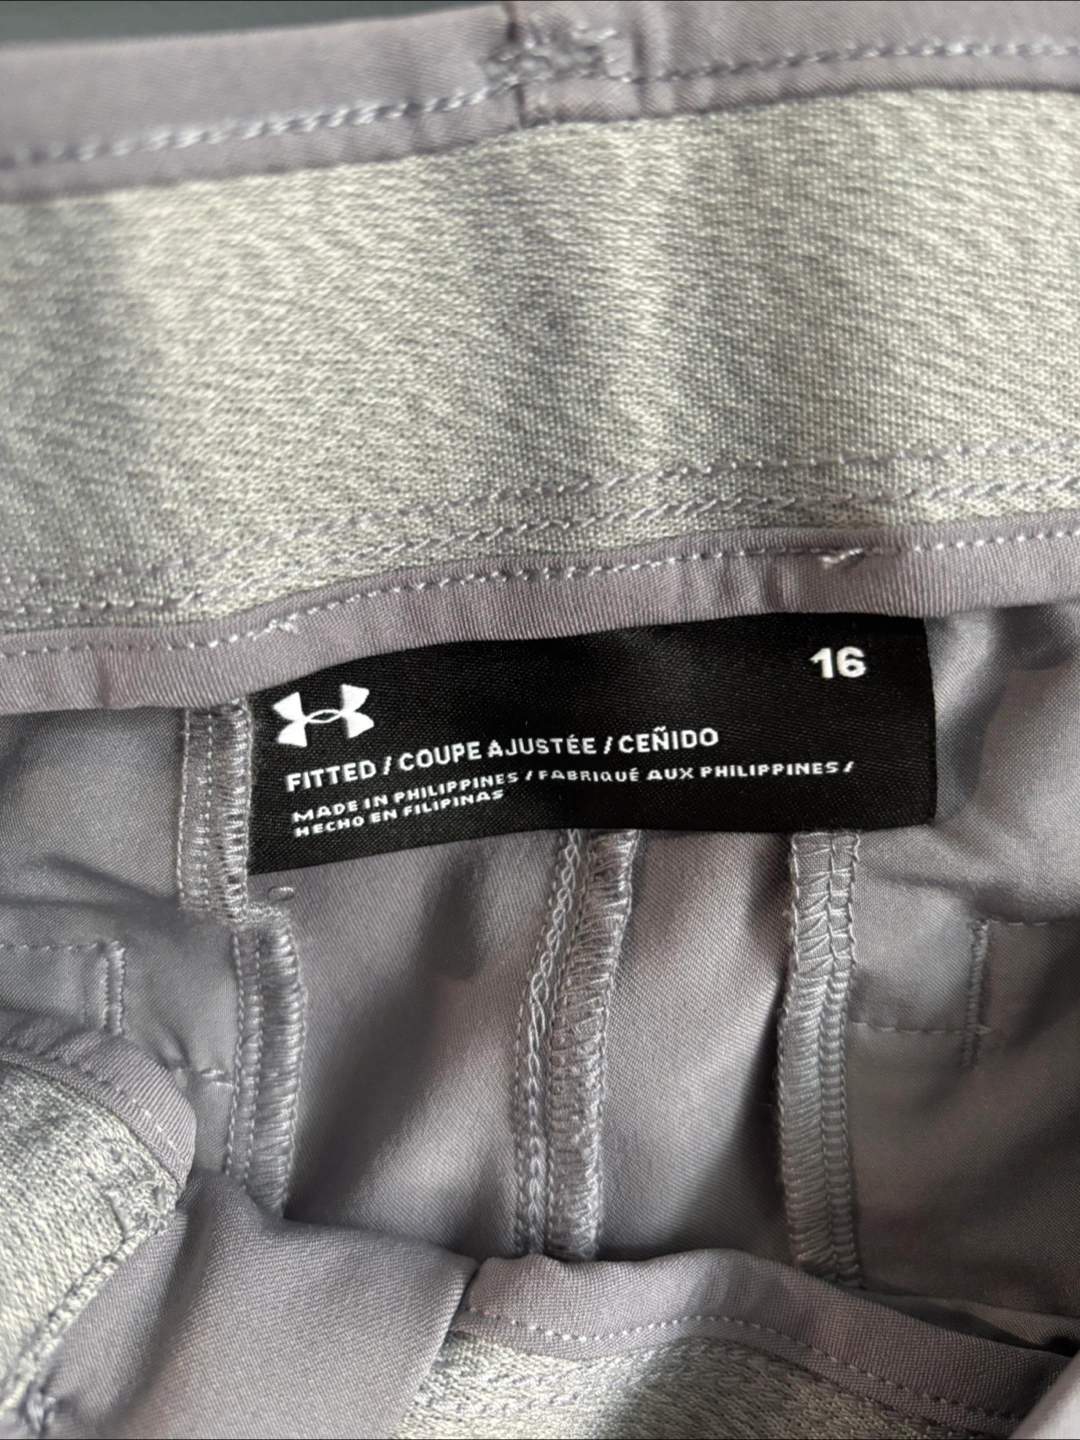 16
FITTED / COUPE AJUSTÉE / CEÑIDO
MADE IN PHILIPPINES / FABRIQUÉ AUX PHILIPPINES /
HECHO EN FILIPINAS